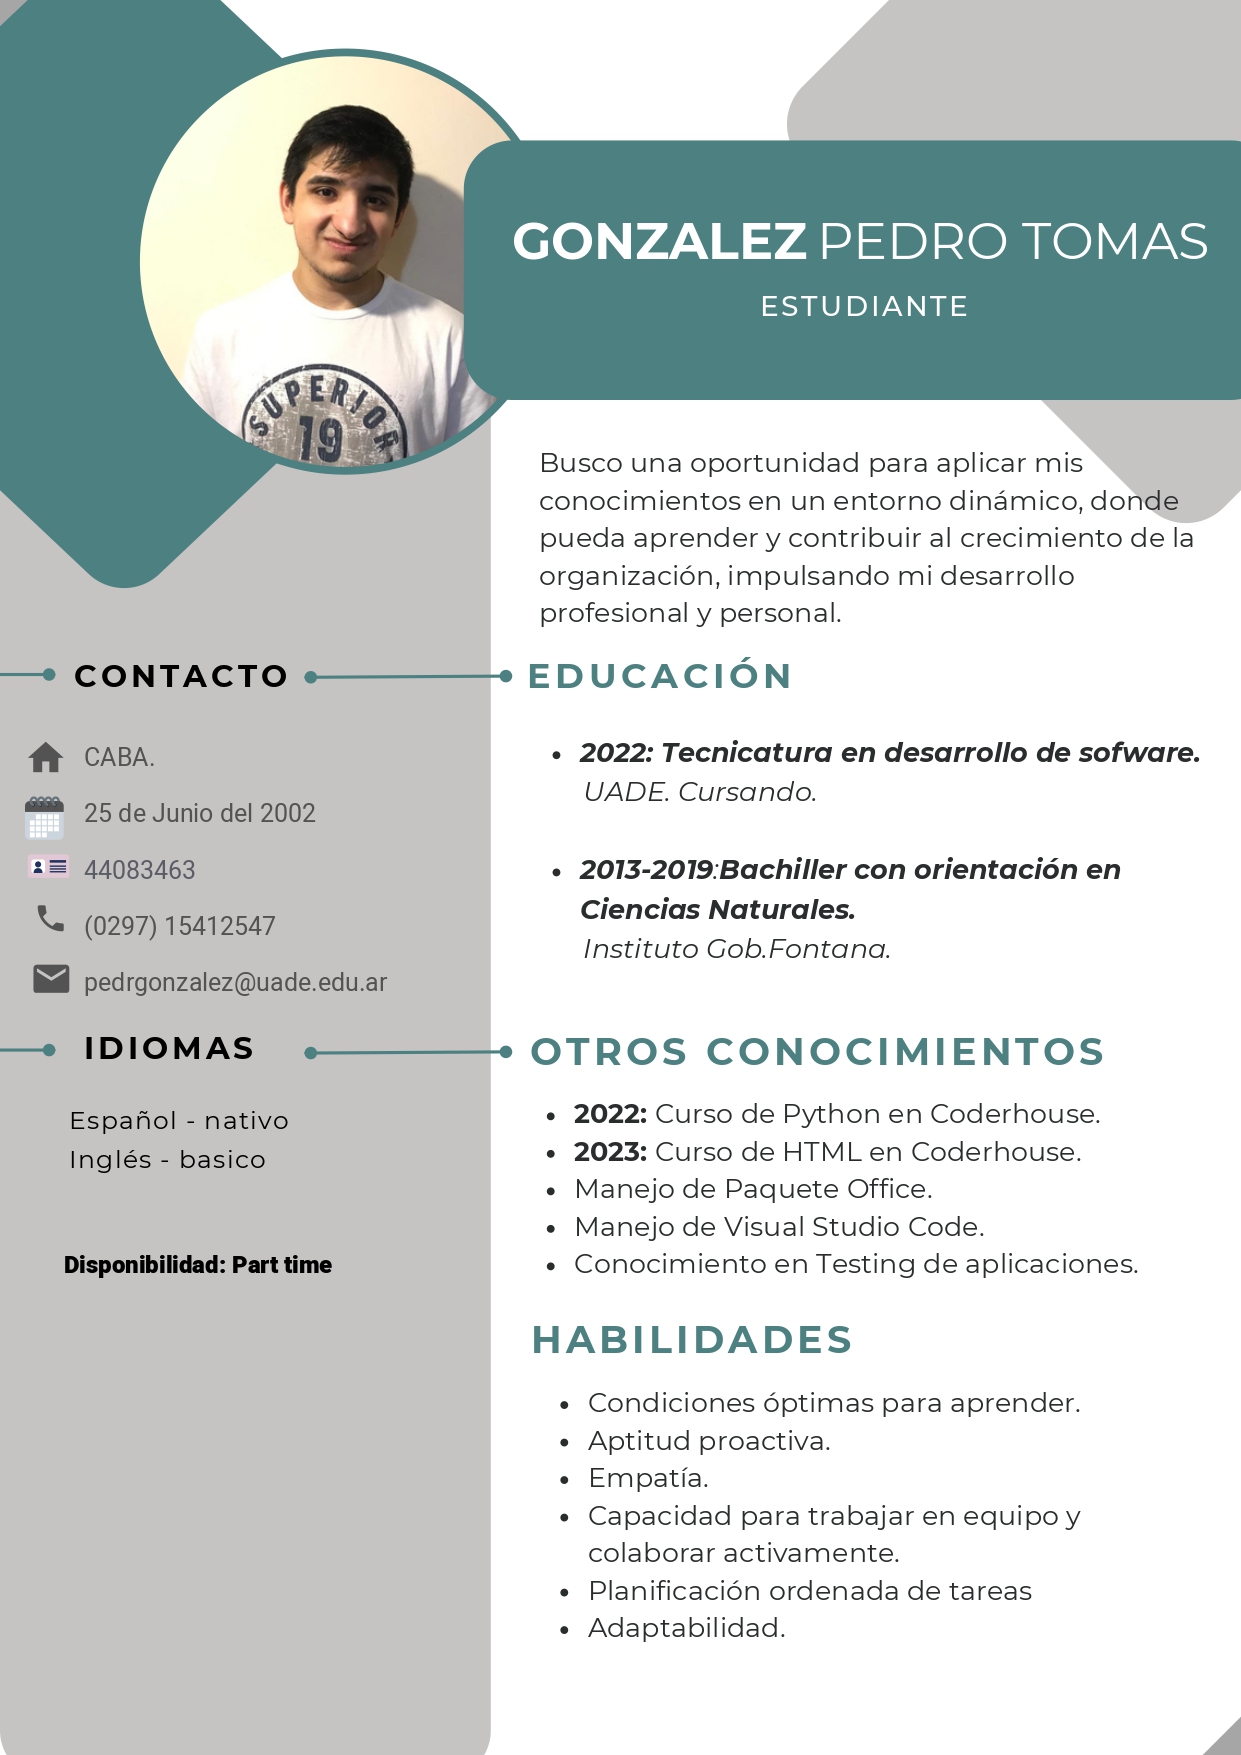 SUPERIOR
19
GONZALEZ PEDRO TOMAS
ESTUDIANTE
Busco una oportunidad para aplicar mis
conocimientos en un entorno dinámico, donde
pueda aprender y contribuir al crecimiento de la
organización, impulsando mi desarrollo
profesional y personal.
CONTACTO
CABA.
25 de Junio del 2002
44083463
(0297) 15412547
pedrgonzalez@uade.edu.ar
IDIOMAS
Español - nativo
Inglés - basico
Disponibilidad: Part time
EDUCACIÓN
2022: Tecnicatura en desarrollo de sofware.
UADE. Cursando.
2013-2019:Bachiller con orientación en
Ciencias Naturales.
Instituto Gob.Fontana.
OTROS CONOCIMIENTOS
2022: Curso de Python en Coderhouse.
2023: Curso de HTML en Coderhouse.
Manejo de Paquete Office.
Manejo de Visual Studio Code.
Conocimiento en Testing de aplicaciones.
HABILIDADES
Condiciones óptimas para aprender.
Aptitud proactiva.
Empatía.
Capacidad para trabajar en equipo y
colaborar activamente.
Planificación ordenada de tareas
Adaptabilidad.